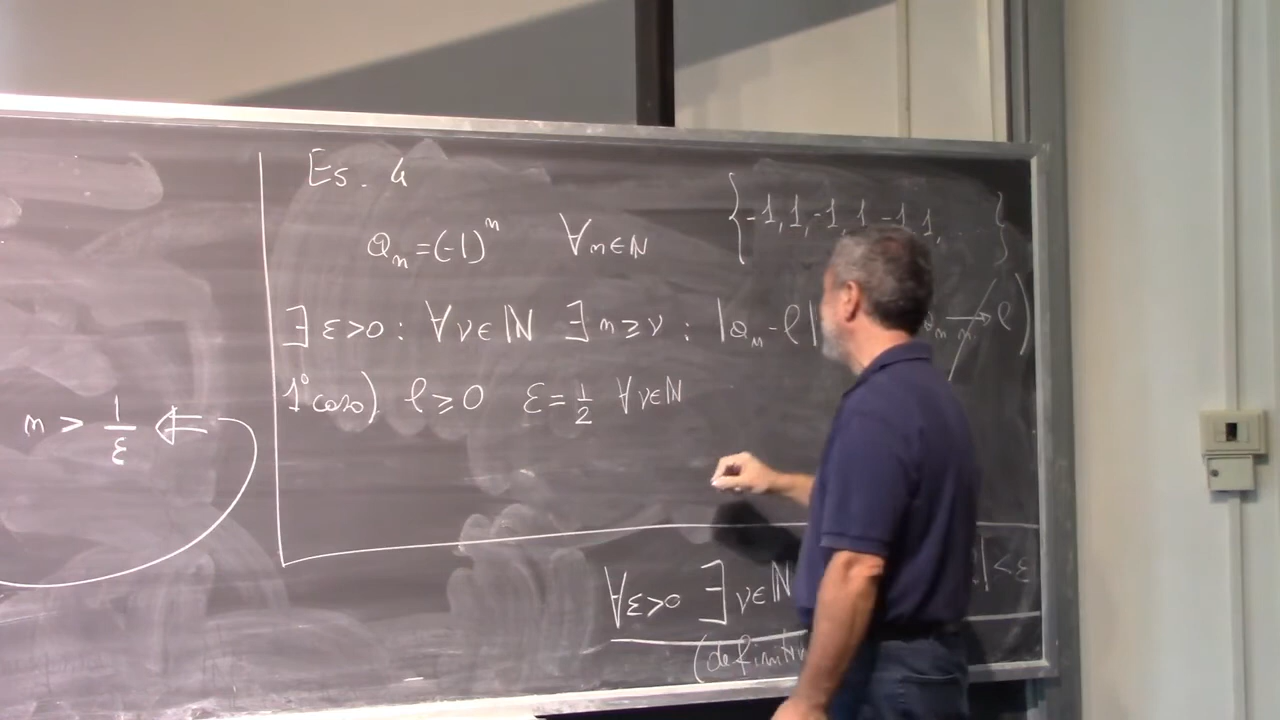 Es. 4
a_n = (-1)^n ∀n∈ℕ {-1, 1, -1, 1, -1, 1, ... }
∃ε>0 : ∀ν∈ℕ ∃n≥ν : |a_n - ℓ| a_n ↛ ℓ)
1° caso) ℓ≥0 ε=1/2 ∀ν∈ℕ
n > 1/ε ⇐
∀ε>0 ∃ν∈ℕ ℓ|<ε